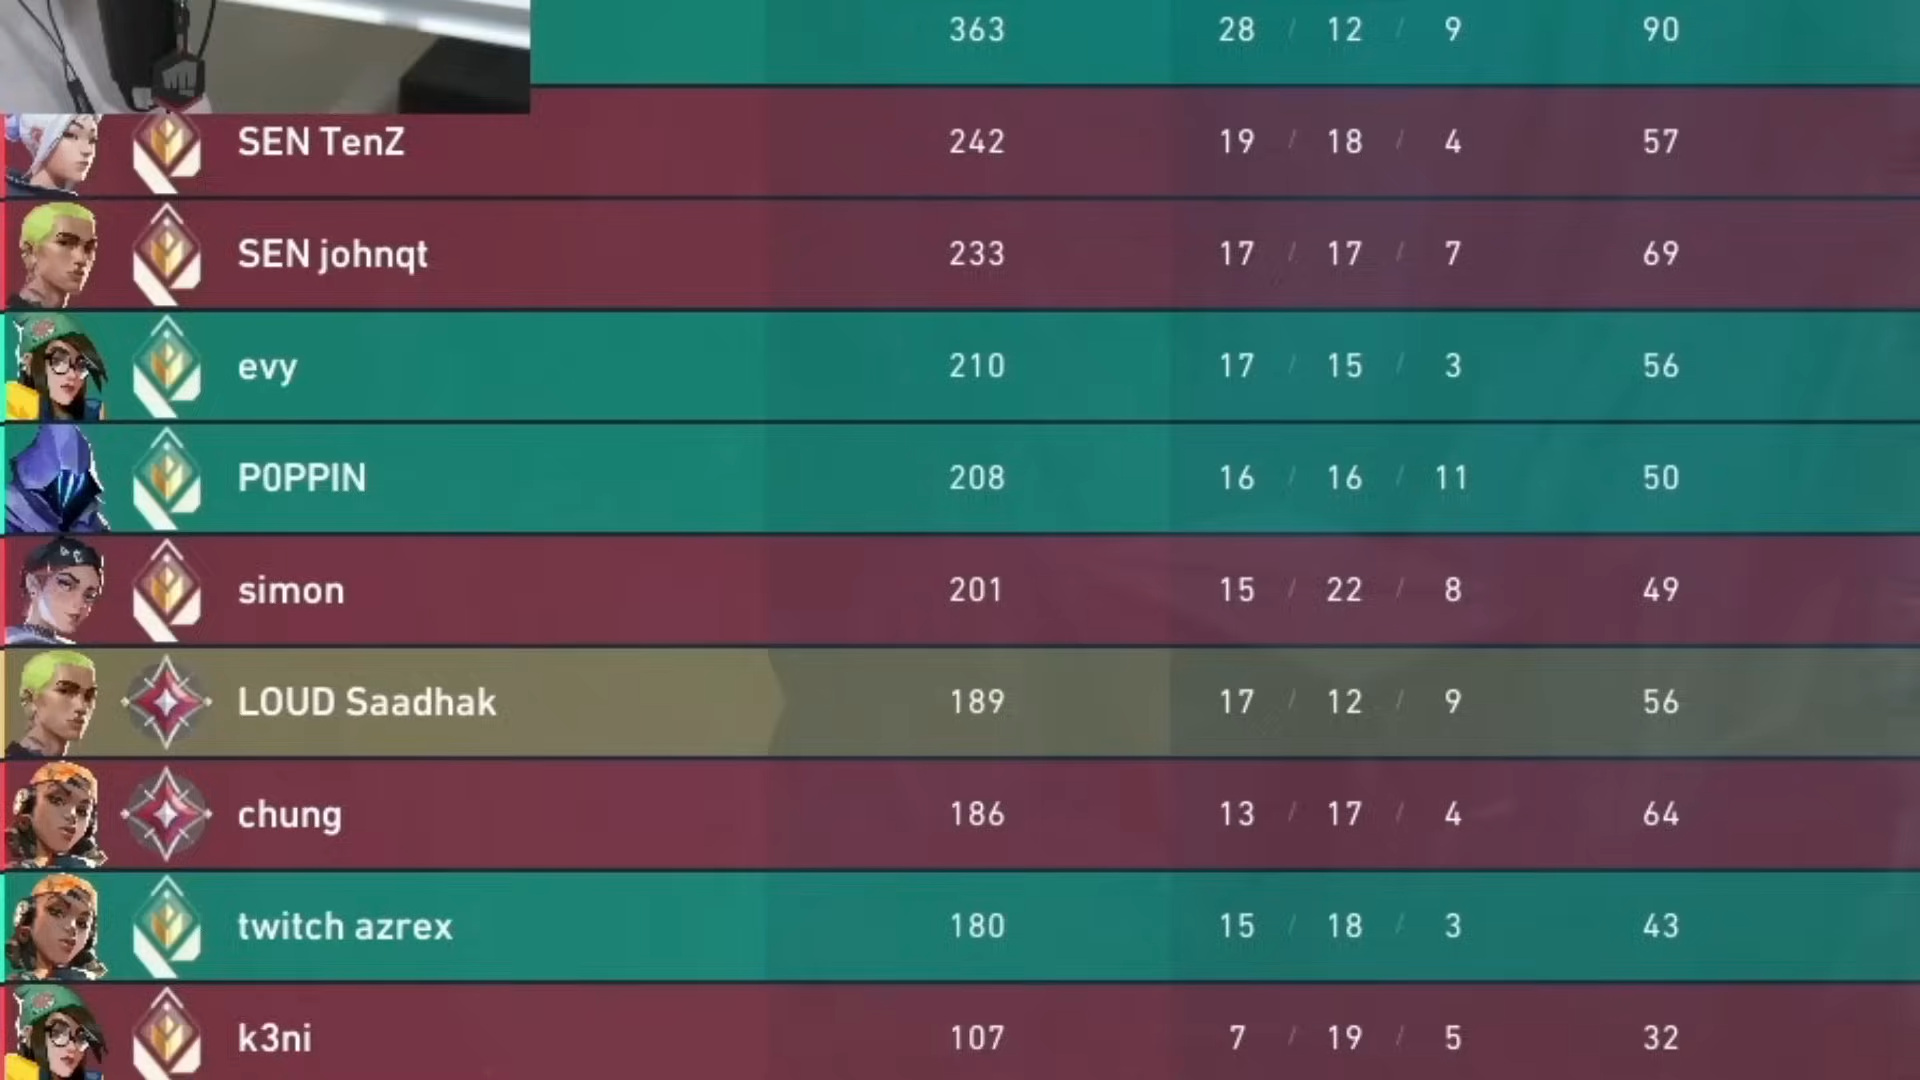 363 28 / 12 / 9 90
SEN TenZ 242 19 / 18 / 4 57
SEN johnqt 233 17 / 17 / 7 69
evy 210 17 / 15 / 3 56
P0PPIN 208 16 / 16 / 11 50
simon 201 15 / 22 / 8 49
LOUD Saadhak 189 17 / 12 / 9 56
chung 186 13 / 17 / 4 64
twitch azrex 180 15 / 18 / 3 43
k3ni 107 7 / 19 / 5 32